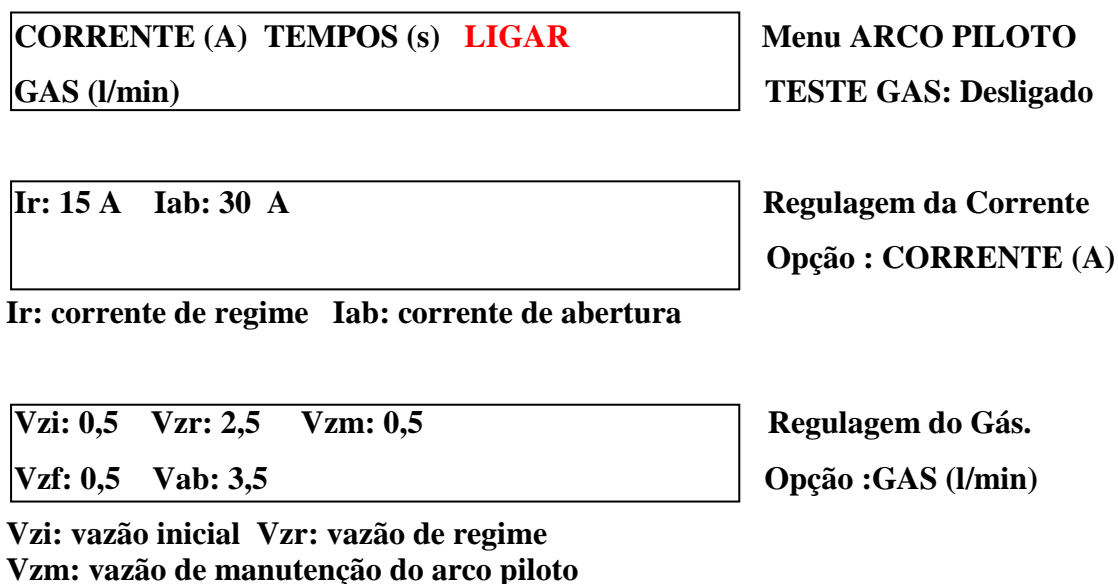 CORRENTE (A) TEMPOS (s) LIGAR Menu ARCO PILOTO
GAS (l/min) TESTE GAS: Desligado
Ir: 15 A Iab: 30 A Regulagem da Corrente
Opção : CORRENTE (A)
Ir: corrente de regime Iab: corrente de abertura
Vzi: 0,5 Vzr: 2,5 Vzm: 0,5 Regulagem do Gás.
Vzf: 0,5 Vab: 3,5 Opção :GAS (l/min)
Vzi: vazão inicial Vzr: vazão de regime
Vzm: vazão de manutenção do arco piloto